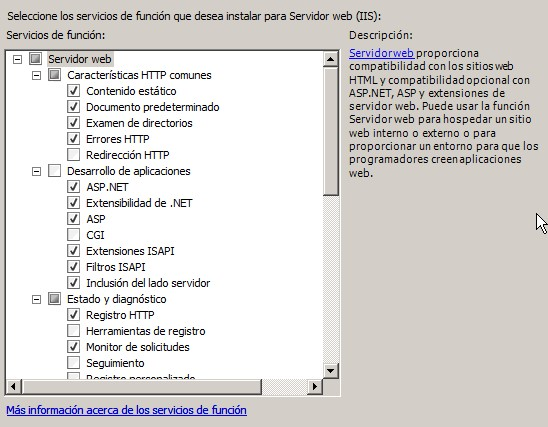 Seleccione los servicios de función que desea instalar para Servidor web (IIS):
Servicios de función:
Servidor web
Características HTTP comunes
Contenido estático
Documento predeterminado
Examen de directorios
Errores HTTP
Redirección HTTP
Desarrollo de aplicaciones
ASP.NET
Extensibilidad de .NET
ASP
CGI
Extensiones ISAPI
Filtros ISAPI
Inclusión del lado servidor
Estado y diagnóstico
Registro HTTP
Herramientas de registro
Monitor de solicitudes
Seguimiento
Registro personalizado
Descripción:
Servidor web proporciona
compatibilidad con los sitios web
HTML y compatibilidad opcional con
ASP.NET, ASP y extensiones de
servidor web. Puede usar la función
Servidor web para hospedar un sitio
web interno o externo o para
proporcionar un entorno para que los
programadores creen aplicaciones
web.
Más información acerca de los servicios de función